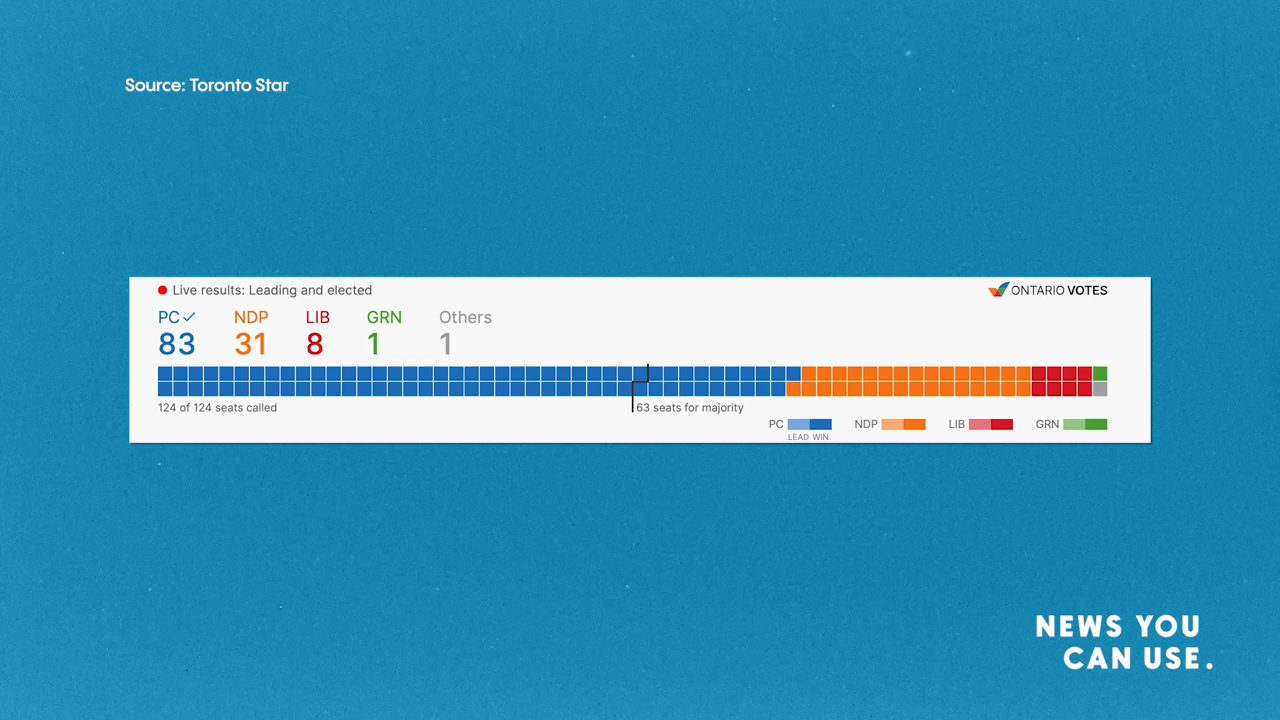 Source: Toronto Star
Live results: Leading and elected
ONTARIO VOTES
PC NDP LIB GRN Others
83 31 8 1 1
124 of 124 seats called
63 seats for majority
PC NDP LIB GRN
LEAD WIN
NEWS YOU
CAN USE.